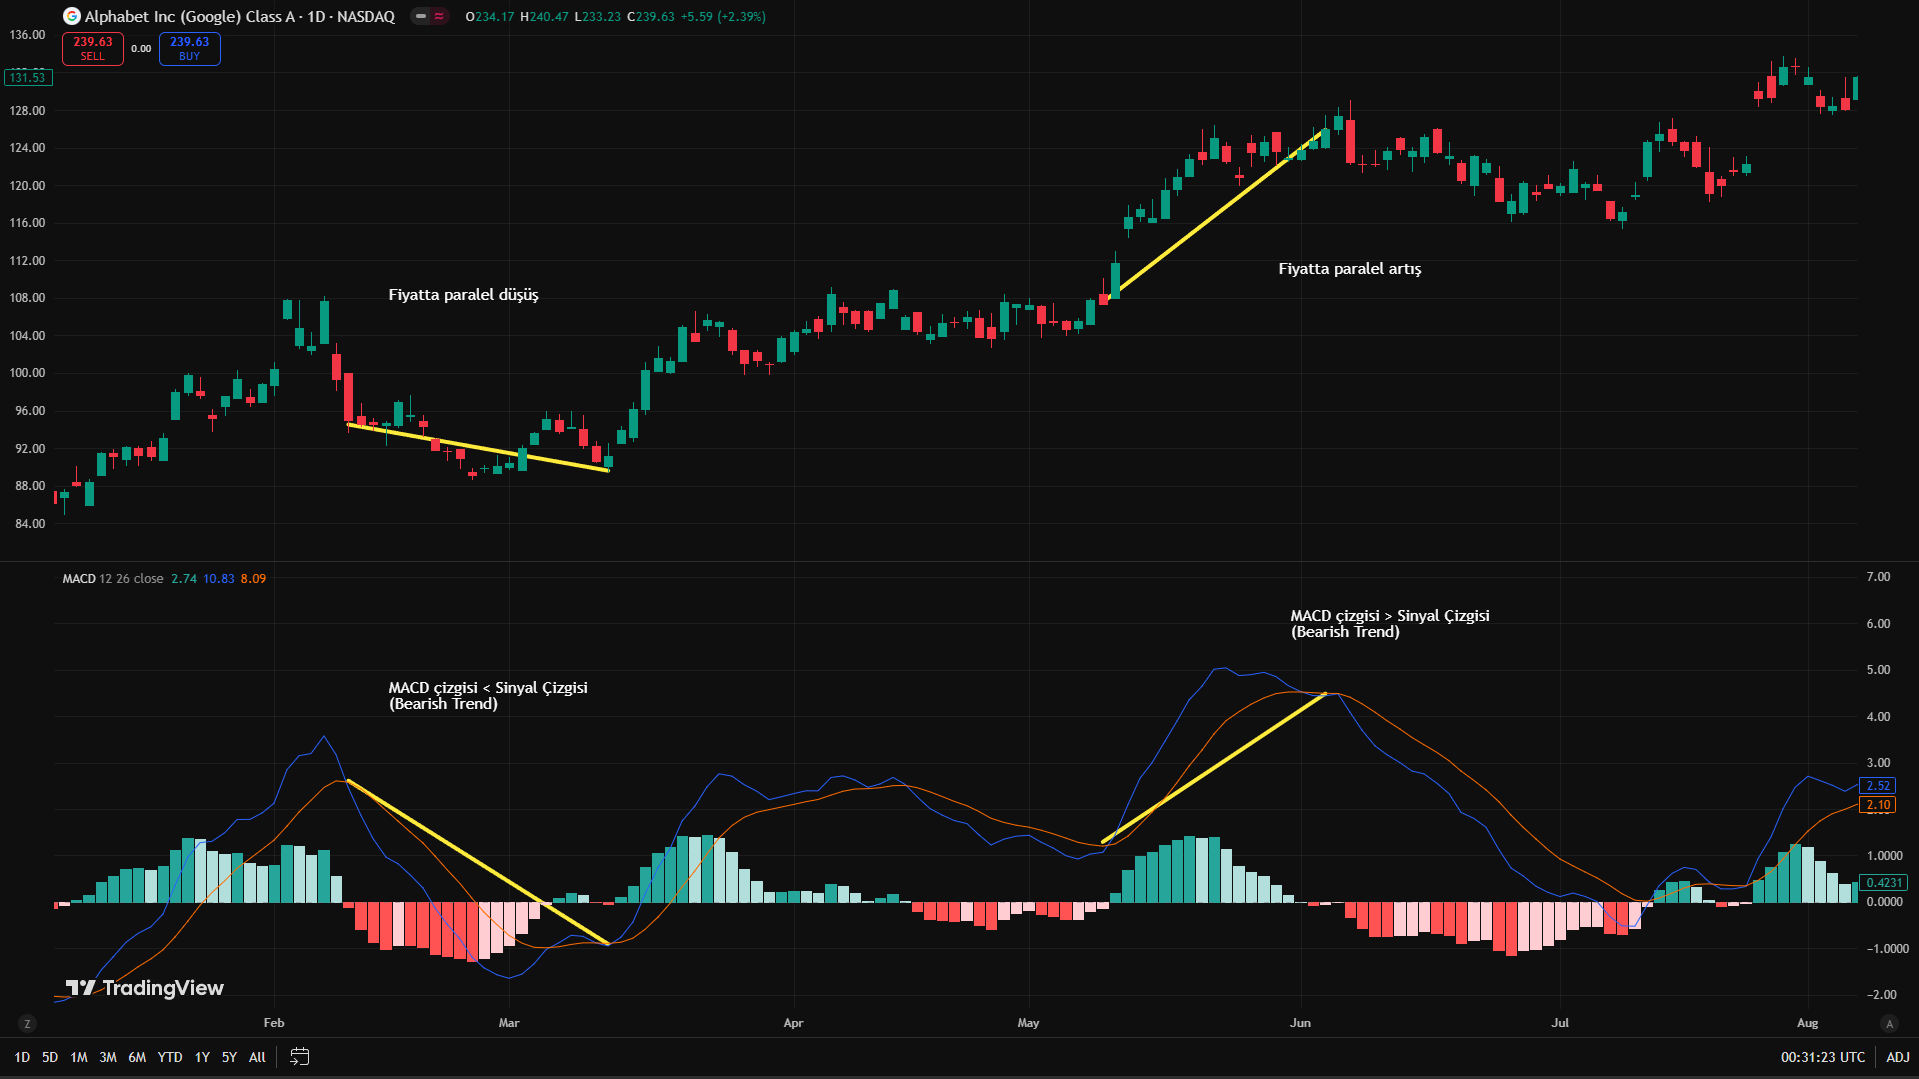 Alphabet Inc (Google) Class A · 1D · NASDAQ O234.17 H240.47 L233.23 C239.63 +5.59 (+2.39%)
239.63 0.00 239.63
SELL BUY
136.00
131.53
128.00
124.00
120.00
116.00
112.00
108.00
104.00
100.00
96.00
92.00
88.00
84.00
Fiyatta paralel düşüş
Fiyatta paralel artış
MACD 12 26 close 2.74 10.83 8.09
MACD çizgisi < Sinyal Çizgisi
(Bearish Trend)
MACD çizgisi > Sinyal Çizgisi
(Bearish Trend)
7.00
6.00
5.00
4.00
3.00
2.52
2.10
1.0000
0.4231
0.0000
−1.0000
−2.00
TradingView
Z Feb Mar Apr May Jun Jul Aug A
1D 5D 1M 3M 6M YTD 1Y 5Y All 00:31:23 UTC ADJ